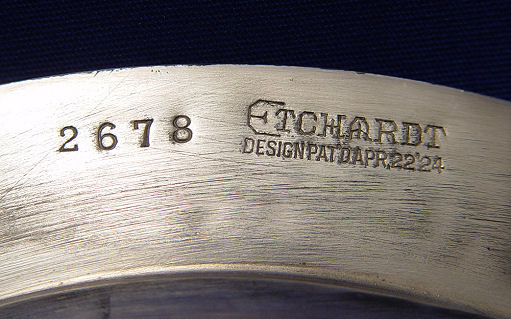 2678 ETCHARDT
DESIGN PAT'D APR. 22 '24